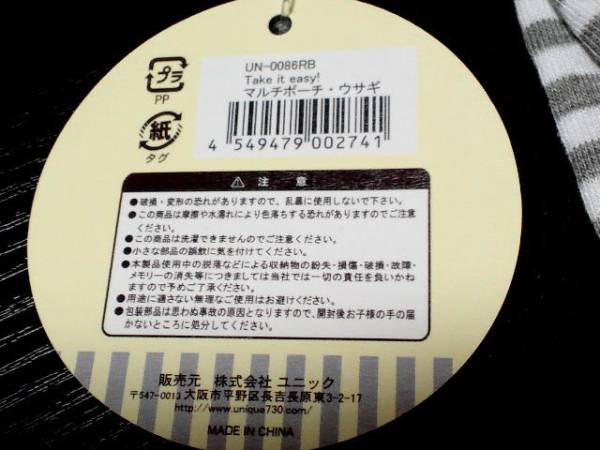 UN-0086RB
Take it easy!
マルチポーチ・ウサギ
プラ
PP
紙
タグ
4 549479 002741
⚠ 注意
●破損・変形の恐れがありますので、乱暴に使用しないで下さい。
●この商品は摩擦や水濡れにより色落ちする恐れがありますのでご注意
ください。
●この商品は洗濯できませんのでご注意ください。
●小さな部品の誤飲に気を付けてください。
●本製品使用中の脱落などによる収納物の紛失・損傷・破損・故障・
メモリーの消失等につきましては当社では一切の責任を負いかね
ますので予めご了承ください。
●用途に適さない無理なご使用はお避けください。
●包装部品は思わぬ事故の原因となりますので、開封後お子様の手の届
かないところに処分してください。
販売元 株式会社 ユニック
〒547-0013 大阪市平野区長吉長原東3-2-17
http://www.unique730.com/
MADE IN CHINA